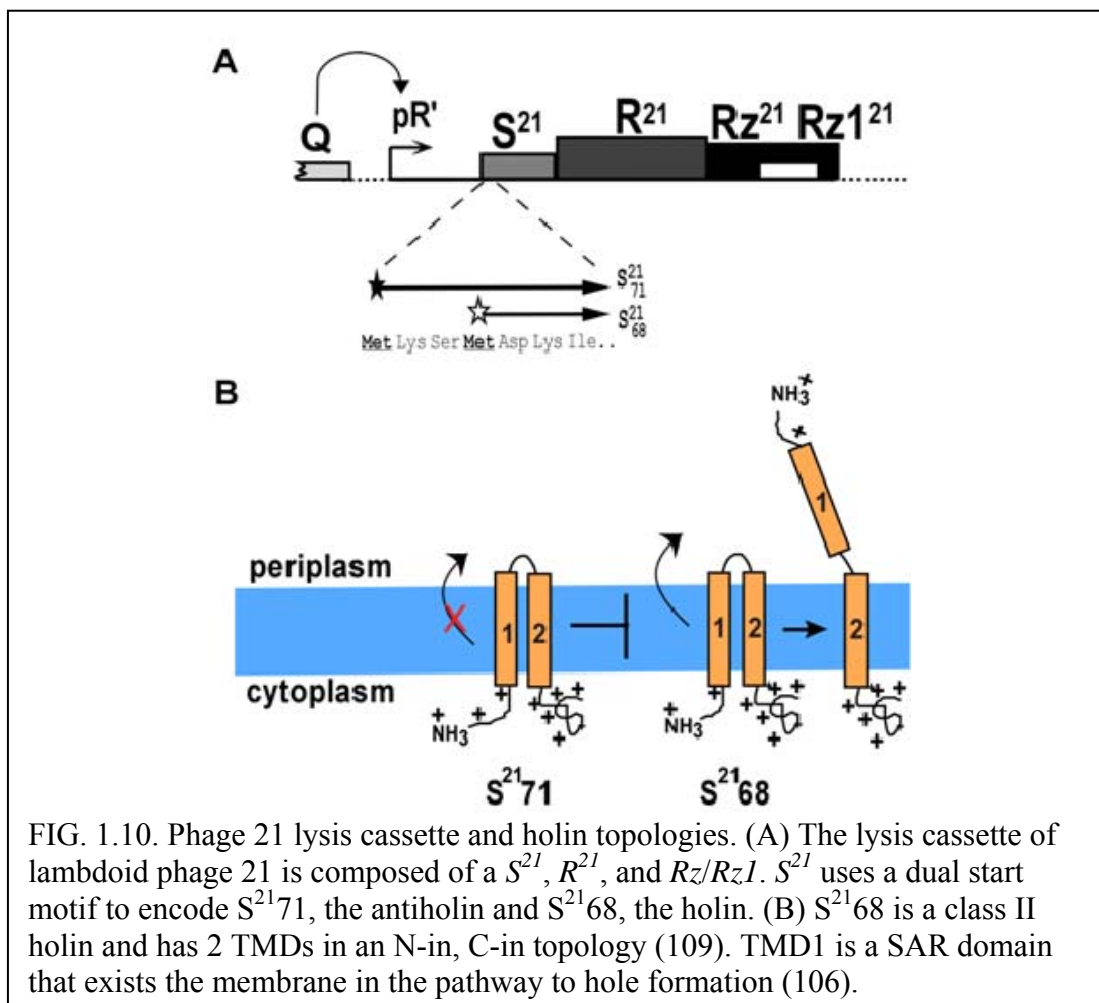 A
Q
pR'
S²¹
R²¹
Rz²¹
Rz1²¹
S²¹₇₁
S²¹₆₈
Met Lys Ser Met Asp Lys Ile..
B
NH₃⁺
+
1
periplasm
1 2
1 2
2
X
cytoplasm
+ + + + + + +
NH₃
+ + + + + + +
NH₃
+ + + + +
S²¹71
S²¹68
FIG. 1.10. Phage 21 lysis cassette and holin topologies. (A) The lysis cassette of
lambdoid phage 21 is composed of a S²¹, R²¹, and Rz/Rz1. S²¹ uses a dual start
motif to encode S²¹71, the antiholin and S²¹68, the holin. (B) S²¹68 is a class II
holin and has 2 TMDs in an N-in, C-in topology (109). TMD1 is a SAR domain
that exists the membrane in the pathway to hole formation (106).